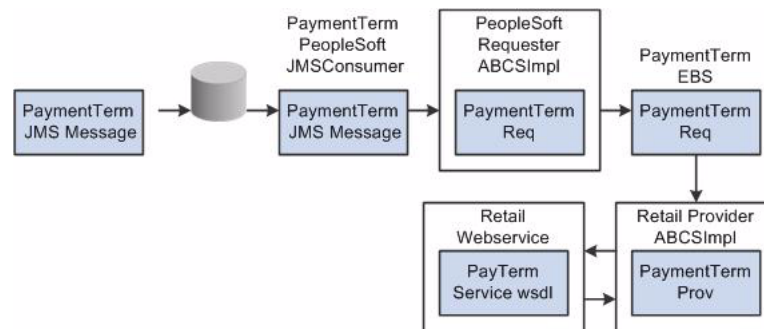 PaymentTerm
JMS Message
PaymentTerm
PeopleSoft
JMSConsumer
PaymentTerm
JMS Message
PeopleSoft
Requester
ABCSImpl
PaymentTerm
Req
PaymentTerm
EBS
PaymentTerm
Req
Retail
Webservice
PayTerm
Service wsdl
Retail Provider
ABCSImpl
PaymentTerm
Prov